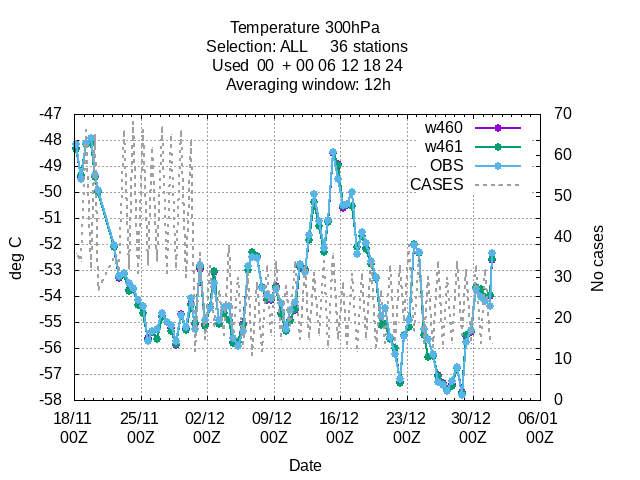 Temperature 300hPa
Selection: ALL 36 stations
Used 00 + 00 06 12 18 24
Averaging window: 12h
-47 70
w460
w461
OBS
CASES
-48
60
-49
-50
50
-51
-52
40
-53
30
-54
-55
20
-56
10
-57
-58 0
deg C
No cases
18/11 25/11 02/12 09/12 16/12 23/12 30/12 06/01
00Z 00Z 00Z 00Z 00Z 00Z 00Z 00Z
Date